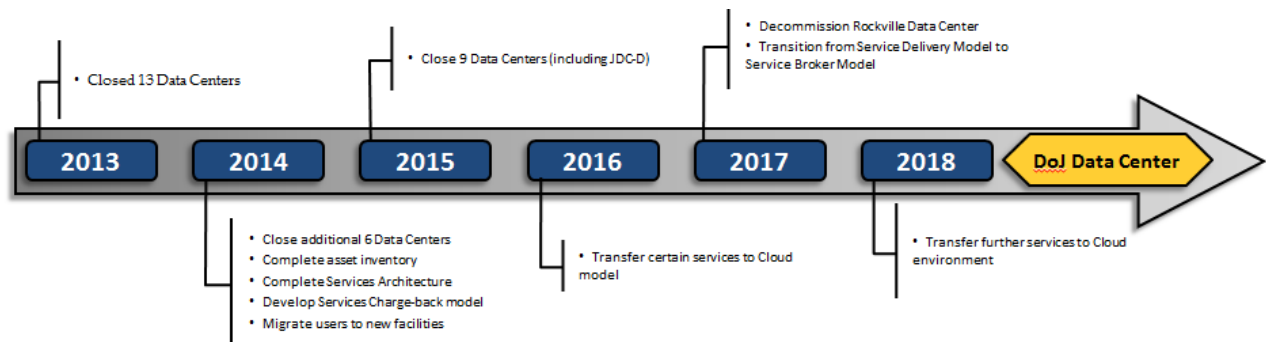 • Closed 13 Data Centers
• Close 9 Data Centers (including JDC-D)
• Decommission Rockville Data Center
• Transition from Service Delivery Model to
Service Broker Model
2013
2014
2015
2016
2017
2018
DoJ Data Center
• Close additional 6 Data Centers
• Complete asset inventory
• Complete Services Architecture
• Develop Services Charge-back model
• Migrate users to new facilities
• Transfer certain services to Cloud
model
• Transfer further services to Cloud
environment